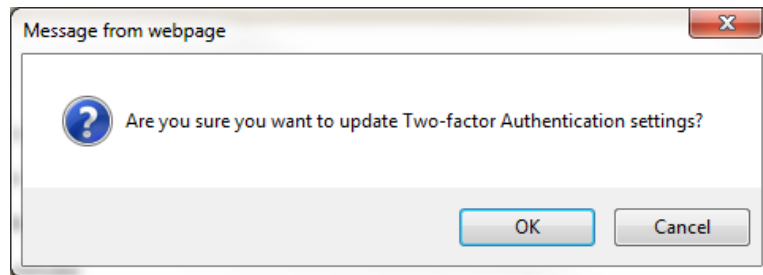 Message from webpage
Are you sure you want to update Two-factor Authentication settings?
OK
Cancel